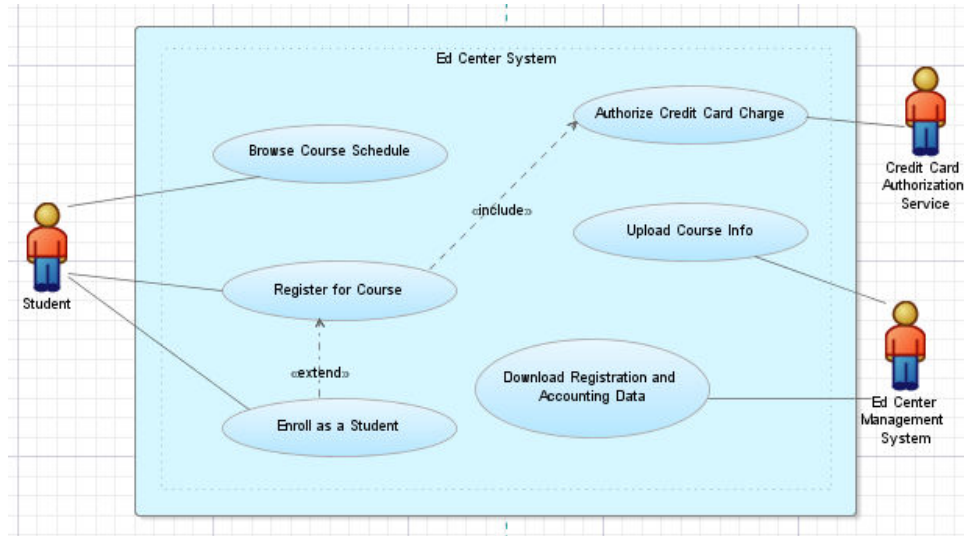 Ed Center System
Authorize Credit Card Charge
Browse Course Schedule
Credit Card
Authorization
Service
«include»
Upload Course Info
Student
Register for Course
«extend»
Download Registration and
Accounting Data
Enroll as a Student
Ed Center
Management
System